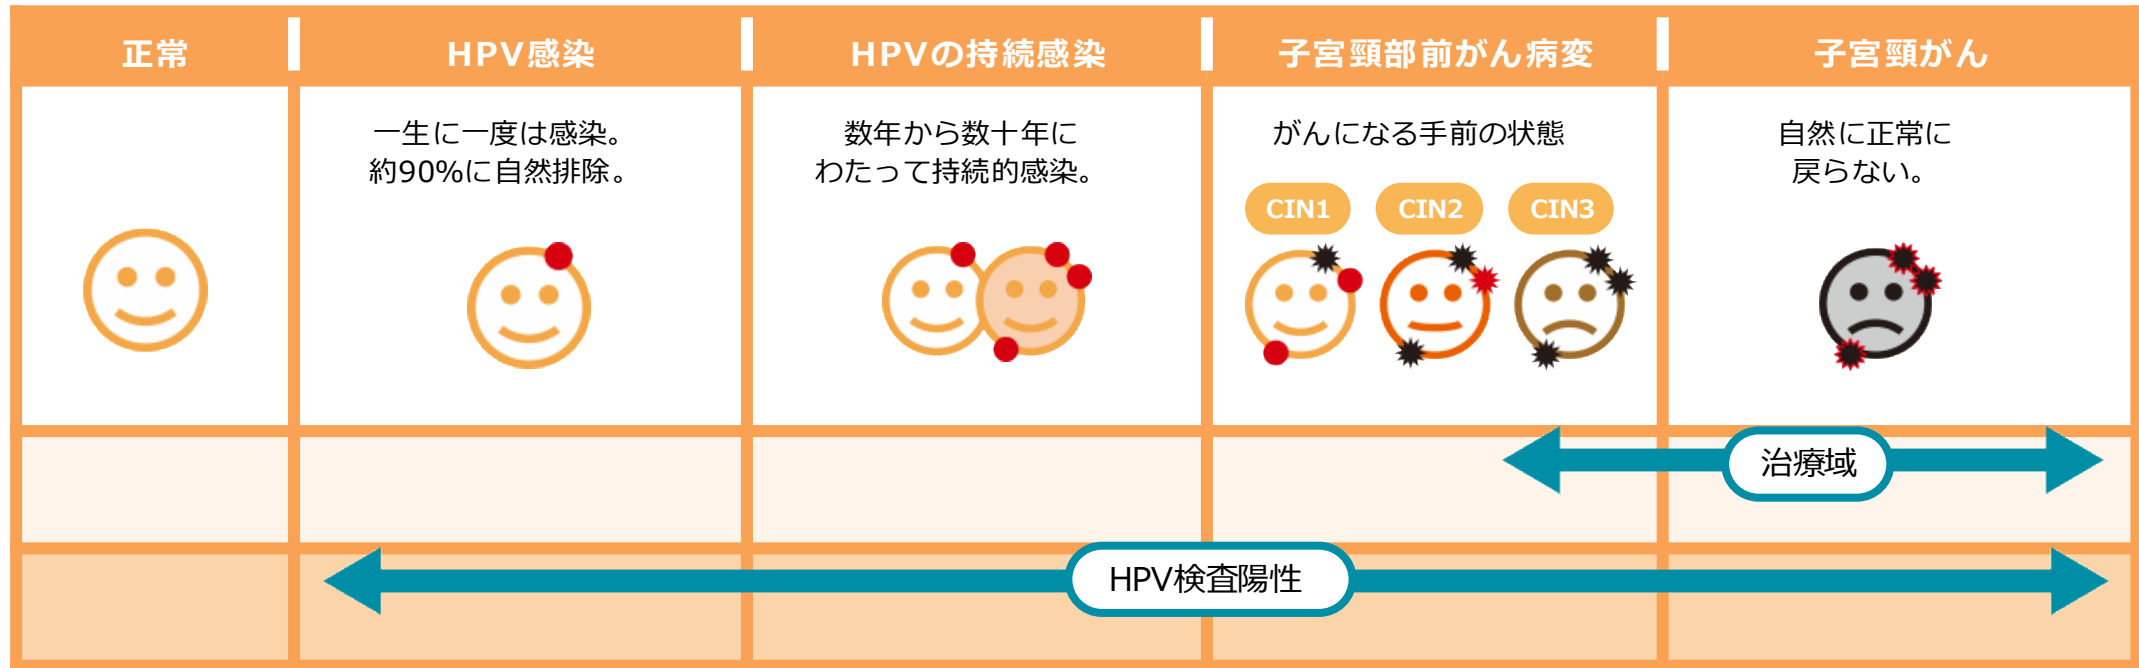 正常
HPV感染
HPVの持続感染
子宮頸部前がん病変
子宮頸がん
一生に一度は感染。
約90%に自然排除。
数年から数十年に
わたって持続的感染。
がんになる手前の状態
CIN1
CIN2
CIN3
自然に正常に
戻らない。
治療域
HPV検査陽性